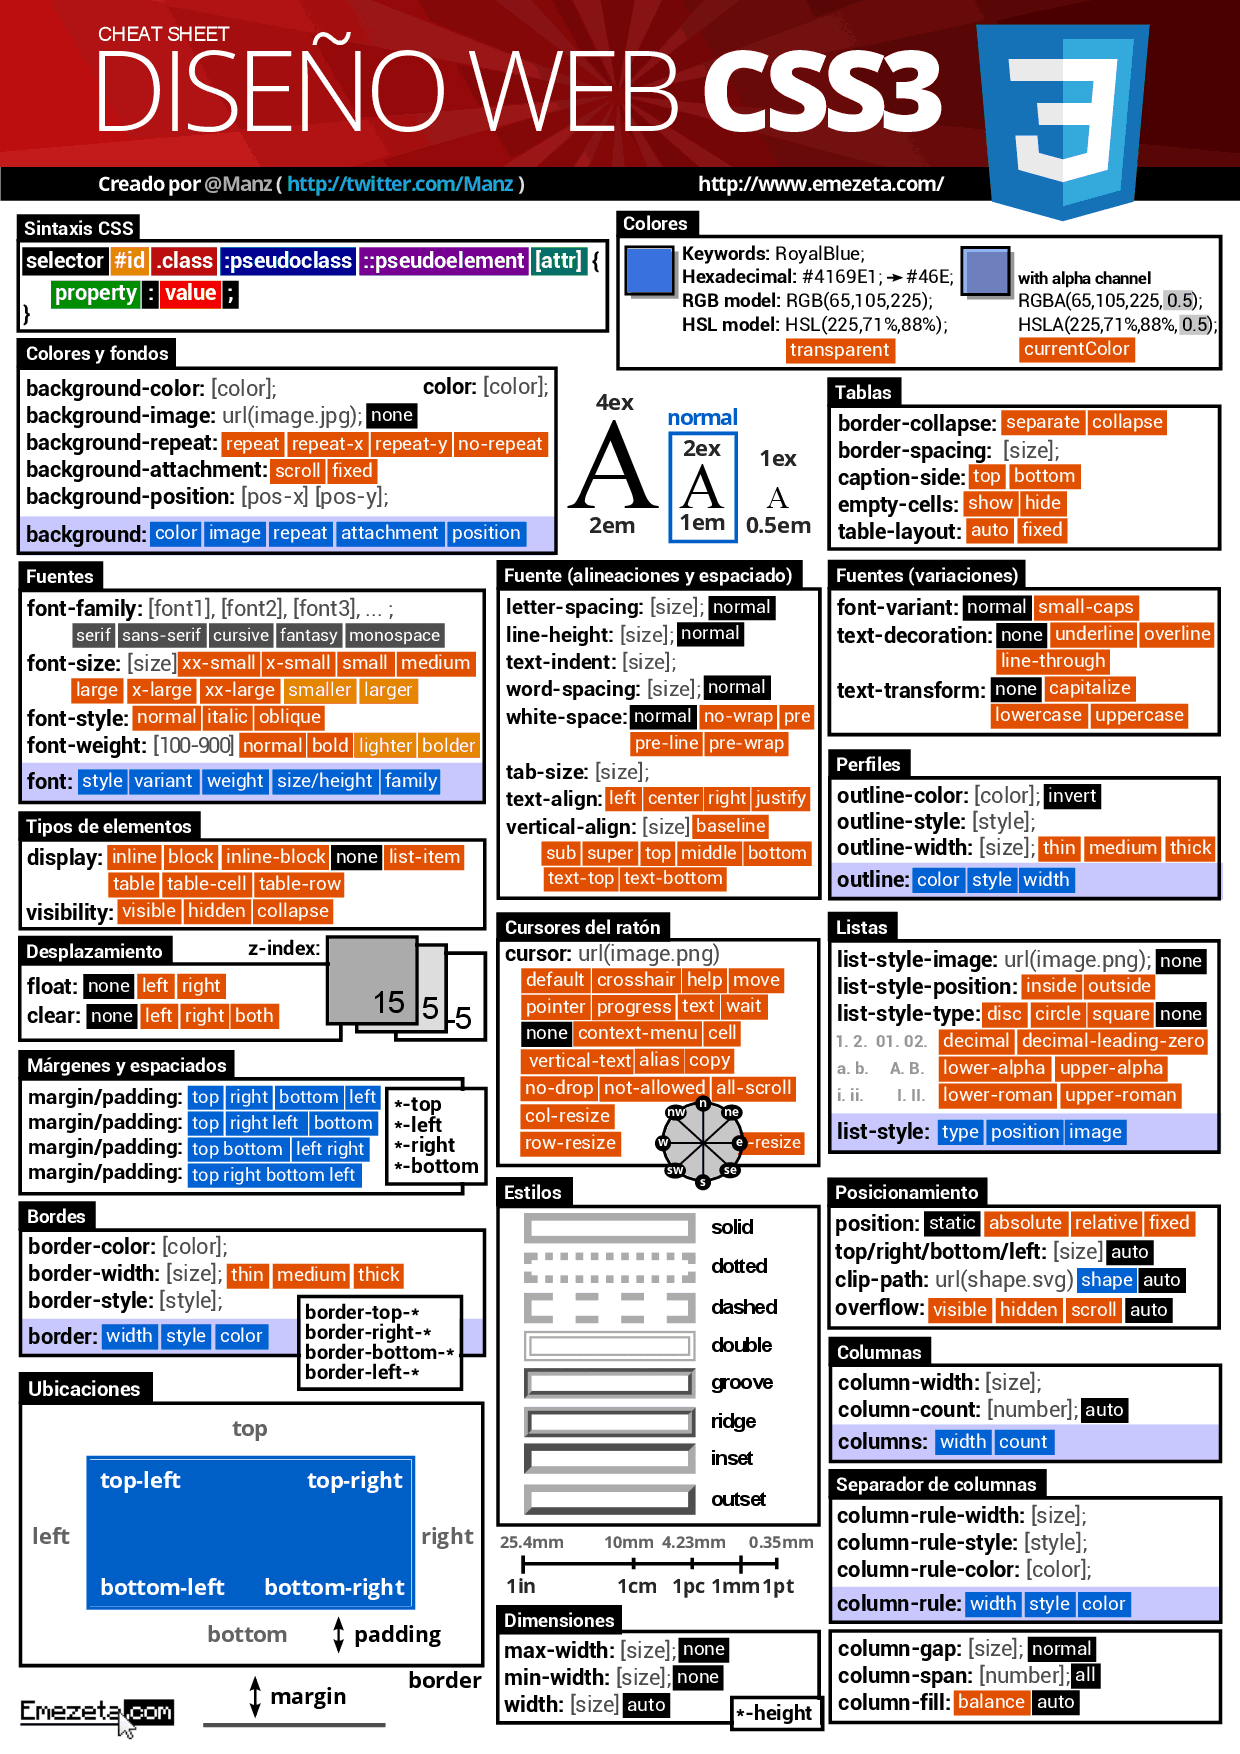 CHEAT SHEET
DISEÑO WEB CSS3
Creado por @Manz ( http://twitter.com/Manz )
http://www.emezeta.com/
Sintaxis CSS
selector #id .class :pseudoclass ::pseudoelement [attr] {
property : value ;
}
Colores
Keywords: RoyalBlue;
Hexadecimal: #4169E1; → #46E;
RGB model: RGB(65,105,225);
HSL model: HSL(225,71%,88%);
transparent
with alpha channel
RGBA(65,105,225,0.5);
HSLA(225,71%,88%,0.5);
currentColor
Colores y fondos
background-color: [color]; color: [color];
background-image: url(image.jpg); none
background-repeat: repeat repeat-x repeat-y no-repeat
background-attachment: scroll fixed
background-position: [pos-x] [pos-y];
background: color image repeat attachment position
4ex
A
2em
normal
2ex
A
1em
1ex
A
0.5em
Tablas
border-collapse: separate collapse
border-spacing: [size];
caption-side: top bottom
empty-cells: show hide
table-layout: auto fixed
Fuentes
font-family: [font1], [font2], [font3], ... ;
serif sans-serif cursive fantasy monospace
font-size: [size] xx-small x-small small medium
large x-large xx-large smaller larger
font-style: normal italic oblique
font-weight: [100-900] normal bold lighter bolder
font: style variant weight size/height family
Fuente (alineaciones y espaciado)
letter-spacing: [size]; normal
line-height: [size]; normal
text-indent: [size];
word-spacing: [size]; normal
white-space: normal no-wrap pre
pre-line pre-wrap
tab-size: [size];
text-align: left center right justify
vertical-align: [size] baseline
sub super top middle bottom
text-top text-bottom
Fuentes (variaciones)
font-variant: normal small-caps
text-decoration: none underline overline
line-through
text-transform: none capitalize
lowercase uppercase
Perfiles
outline-color: [color]; invert
outline-style: [style];
outline-width: [size]; thin medium thick
outline: color style width
Tipos de elementos
display: inline block inline-block none list-item
table table-cell table-row
visibility: visible hidden collapse
Desplazamiento
z-index:
15 5 -5
float: none left right
clear: none left right both
Cursores del ratón
cursor: url(image.png)
default crosshair help move
pointer progress text wait
none context-menu cell
vertical-text alias copy
no-drop not-allowed all-scroll
col-resize
row-resize
n
nw ne
w e -resize
sw se
s
Listas
list-style-image: url(image.png); none
list-style-position: inside outside
list-style-type: disc circle square none
1. 2. 01. 02. decimal decimal-leading-zero
a. b. A. B. lower-alpha upper-alpha
i. ii. I. II. lower-roman upper-roman
list-style: type position image
Márgenes y espaciados
margin/padding: top right bottom left
margin/padding: top right left bottom
margin/padding: top bottom left right
margin/padding: top right bottom left
*-top
*-left
*-right
*-bottom
Bordes
border-color: [color];
border-width: [size]; thin medium thick
border-style: [style];
border: width style color
border-top-*
border-right-*
border-bottom-*
border-left-*
Estilos
solid
dotted
dashed
double
groove
ridge
inset
outset
Posicionamiento
position: static absolute relative fixed
top/right/bottom/left: [size] auto
clip-path: url(shape.svg) shape auto
overflow: visible hidden scroll auto
Columnas
column-width: [size];
column-count: [number]; auto
columns: width count
Ubicaciones
top
top-left top-right
left right
bottom-left bottom-right
bottom padding
border
margin
Emezeta.com
25.4mm 10mm 4.23mm 0.35mm
1in 1cm 1pc 1mm 1pt
Dimensiones
max-width: [size]; none
min-width: [size]; none
width: [size] auto
*-height
Separador de columnas
column-rule-width: [size];
column-rule-style: [style];
column-rule-color: [color];
column-rule: width style color
column-gap: [size]; normal
column-span: [number]; all
column-fill: balance auto